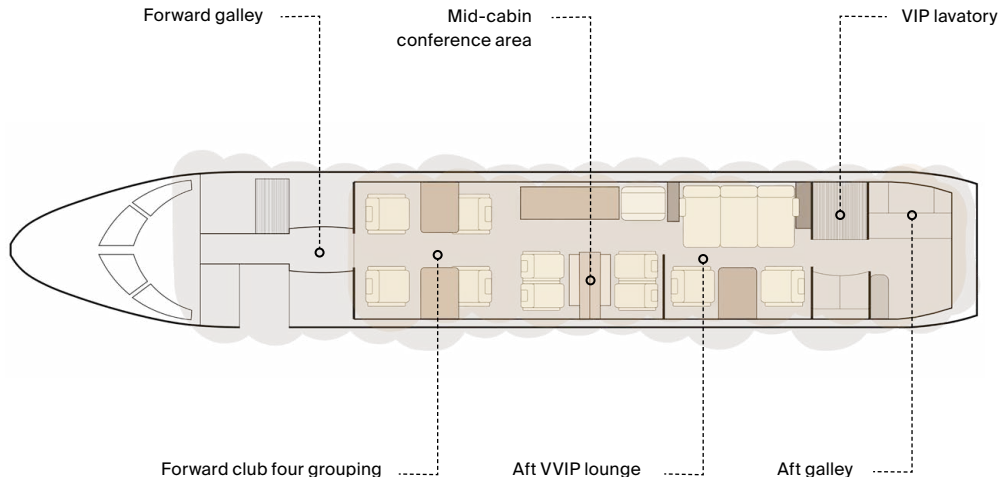 Forward galley
Mid-cabin
conference area
VIP lavatory
Forward club four grouping
Aft VVIP lounge
Aft galley